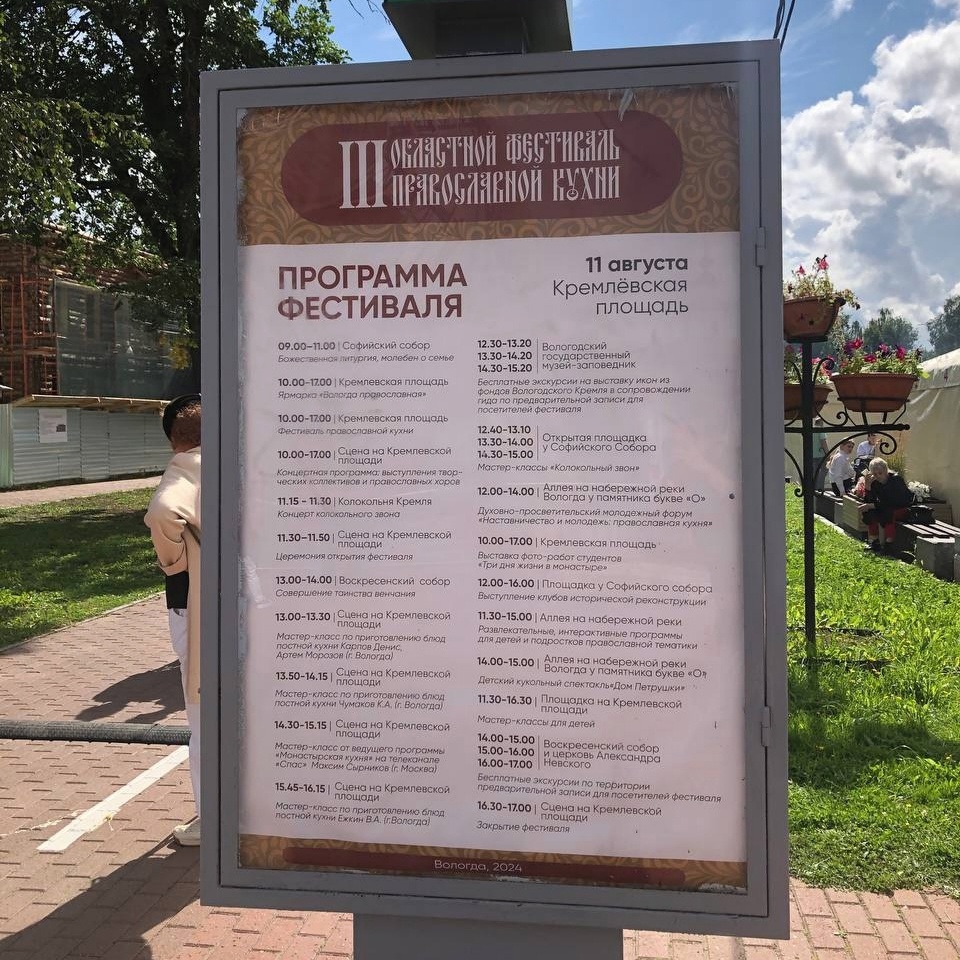 III ОБЛАСТНОЙ ФЕСТИВАЛЬ
ПРАВОСЛАВНОЙ КУХНИ
ПРОГРАММА
ФЕСТИВАЛЯ
11 августа
Кремлёвская
площадь
09.00-11.00 | Софийский собор
Божественная литургия, молебен о семье
10.00-17.00 | Кремлевская площадь
Ярмарка «Вологда православная»
10.00-17.00 | Кремлевская площадь
Фестиваль православной кухни
10.00-17.00 | Сцена на Кремлевской
площади
Концертная программа: выступления твор-
ческих коллективов и православных хоров
11.15 - 11.30 | Колокольня Кремля
Концерт колокольного звона
11.30-11.50 | Сцена на Кремлевской
площади
Церемония открытия фестиваля
13.00-14.00 | Воскресенский собор
Совершение таинства венчания
13.00-13.30 | Сцена на Кремлевской
площади
Мастер-класс по приготовлению блюд
постной кухни Карпов Денис,
Артем Морозов (г. Вологда)
13.50-14.15 | Сцена на Кремлевской
площади
Мастер-класс по приготовлению блюд
постной кухни Чумаков К.А. (г. Вологда)
14.30-15.15 | Сцена на Кремлевской
площади
Мастер-класс от ведущего программы
«Монастырская кухня» на телеканале
«Спас» Максим Сырников (г. Москва)
15.45-16.15 | Сцена на Кремлевской
площади
Мастер-класс по приготовлению блюд
постной кухни Ежкин В.А. (г.Вологда)
12.30-13.20 | Вологодский
13.30-14.20 | государственный
14.30-15.20 | музей-заповедник
Бесплатные экскурсии на выставку икон из
фондов Вологодского Кремля в сопровождении
гида по предварительной записи для
посетителей фестиваля
12.40-13.10
13.30-14.00 | Открытая площадка
14.30-15.00 | у Софийского Собора
Мастер-классы «Колокольный звон»
12.00-14.00 | Аллея на набережной реки
Вологда у памятника букве «О»
Духовно-просветительский молодежный форум
«Наставничество и молодежь: православная кухня»
10.00-17.00 | Кремлевская площадь
Выставка фото-работ студентов
«Три дня жизни в монастыре»
12.00-16.00 | Площадка у Софийского собора
Выступление клубов исторической реконструкции
11.30-15.00 | Аллея на набережной реки
Развлекательные, интерактивные программы
для детей и подростков православной тематики
14.00-15.00 | Аллея на набережной реки
Вологда у памятника букве «О»
Детский кукольный спектакль«Дом Петрушки»
11.30-16.30 | Площадка на Кремлевской
площади
Мастер-классы для детей
14.00-15.00
15.00-16.00 | Воскресенский собор
16.00-17.00 | и церковь Александра
Невского
Бесплатные экскурсии по территории
предварительной записи для посетителей фестиваля
16.30-17.00 | Сцена на Кремлевской
площади
Закрытие фестиваля
Вологда, 2024